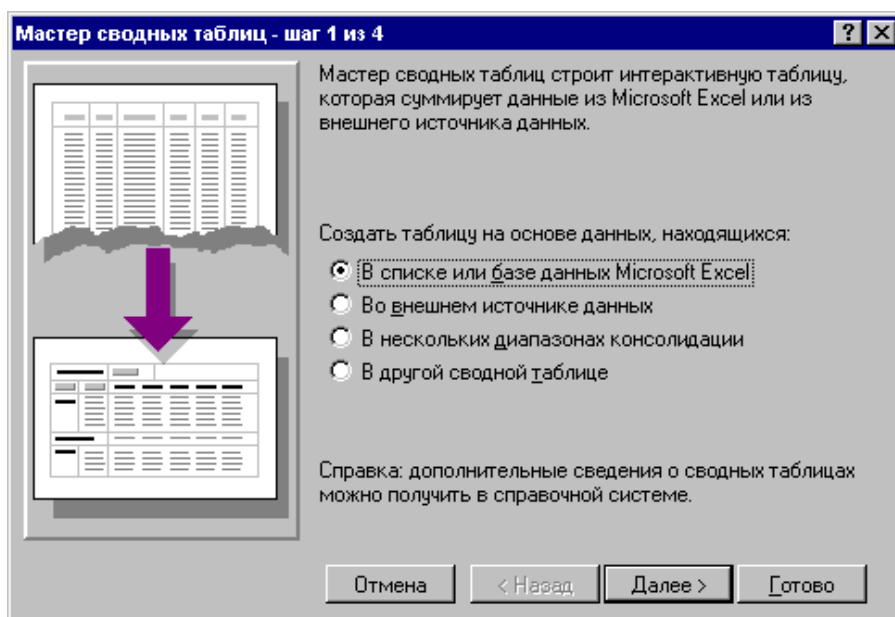 Мастер сводных таблиц - шаг 1 из 4
Мастер сводных таблиц строит интерактивную таблицу,
которая суммирует данные из Microsoft Excel или из
внешнего источника данных.
Создать таблицу на основе данных, находящихся:
В списке или базе данных Microsoft Excel
Во внешнем источнике данных
В нескольких диапазонах консолидации
В другой сводной таблице
Справка: дополнительные сведения о сводных таблицах
можно получить в справочной системе.
Отмена < Назад Далее > Готово